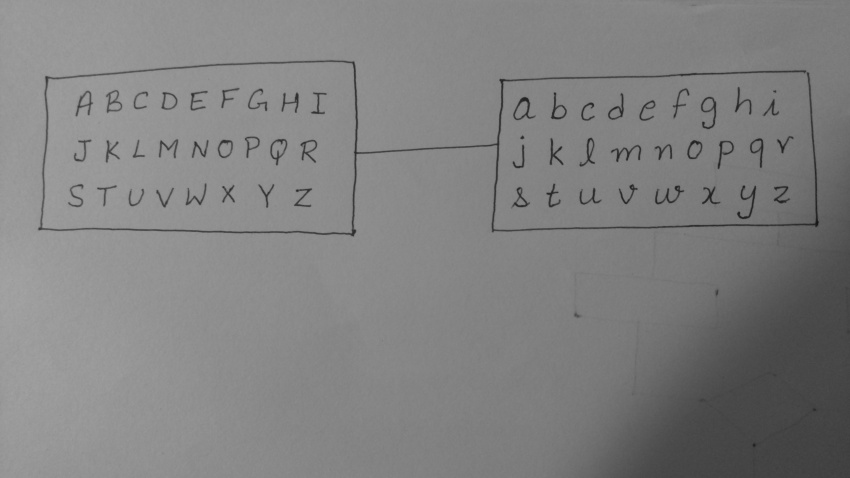 A B C D E F G H I
J K L M N O P Q R
S T U V W X Y Z
a b c d e f g h i
j k l m n o p q r
s t u v w x y z